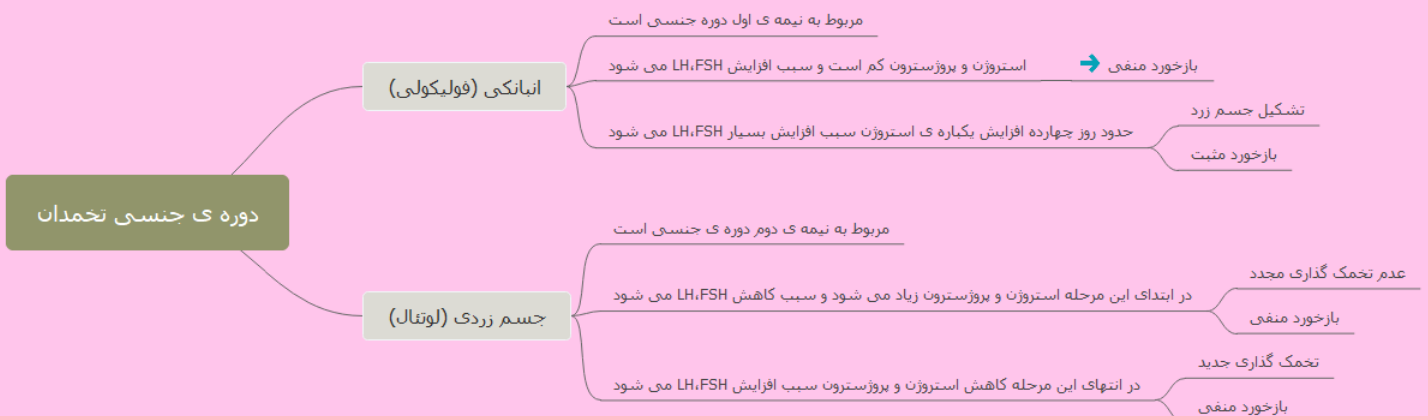 دوره ی جنسی تخمدان
انبانکی (فولیکولی)
مربوط به نیمه ی اول دوره جنسی است
استروژن و پروژسترون کم است و سبب افزایش LH،FSH می شود
بازخورد منفی
حدود روز چهارده افزایش یکباره ی استروژن سبب افزایش بسیار LH،FSH می شود
تشکیل جسم زرد
بازخورد مثبت
جسم زردی (لوتئال)
مربوط به نیمه ی دوم دوره ی جنسی است
در ابتدای این مرحله استروژن و پروژسترون زیاد می شود و سبب کاهش LH،FSH می شود
عدم تخمک گذاری مجدد
بازخورد منفی
در انتهای این مرحله کاهش استروژن و پروژسترون سبب افزایش LH،FSH می شود
تخمک گذاری جدید
بازخورد منفی